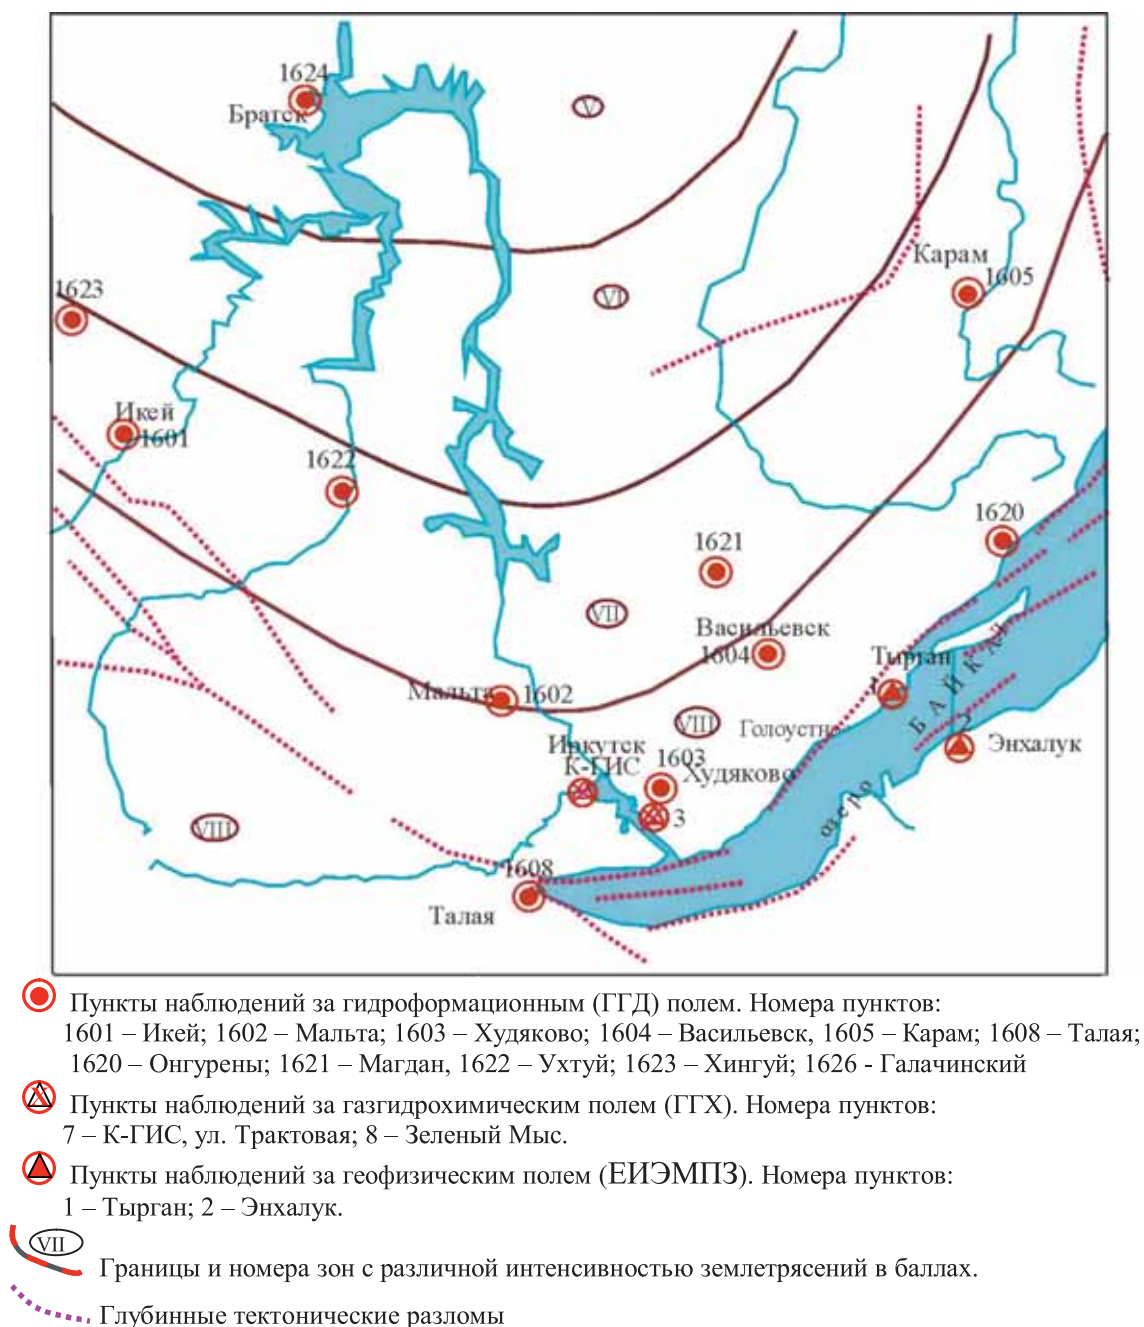 1624
Братск
V
Карам
1605
1623
VI
Икей
1601
1622
1620
1621
VII
Васильевск
1604
Тырган
1
БАЙКАЛ
Мальта
1602
VIII
Голоустн
2
Энхалук
Иркутск
К-ГИС
1603
Худяково
озеро
3
VIII
1608
Талая
Пункты наблюдений за гидроформационным (ГГД) полем. Номера пунктов:
1601 – Икей; 1602 – Мальта; 1603 – Худяково; 1604 – Васильевск, 1605 – Карам; 1608 – Талая;
1620 – Онгурены; 1621 – Магдан, 1622 – Ухтуй; 1623 – Хингуй; 1626 - Галачинский
Пункты наблюдений за газгидрохимическим полем (ГГХ). Номера пунктов:
7 – К-ГИС, ул. Трактовая; 8 – Зеленый Мыс.
Пункты наблюдений за геофизическим полем (ЕИЭМПЗ). Номера пунктов:
1 – Тырган; 2 – Энхалук.
VII
Границы и номера зон с различной интенсивностью землетрясений в баллах.
Глубинные тектонические разломы